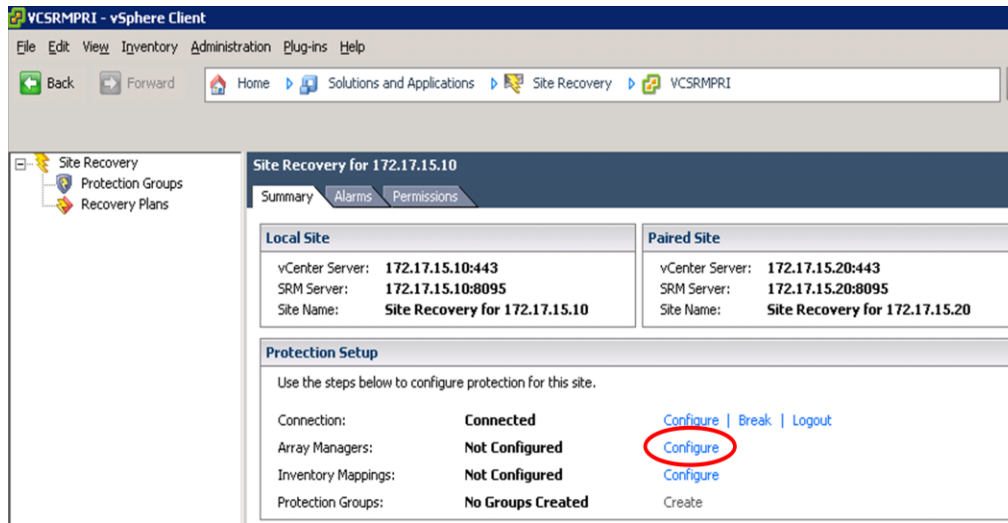 VCSRMPRI - vSphere Client
File Edit View Inventory Administration Plug-ins Help
Back Forward Home Solutions and Applications Site Recovery VCSRMPRI
Site Recovery
Protection Groups
Recovery Plans
Site Recovery for 172.17.15.10
Summary Alarms Permissions
Local Site
vCenter Server: 172.17.15.10:443
SRM Server: 172.17.15.10:8095
Site Name: Site Recovery for 172.17.15.10
Paired Site
vCenter Server: 172.17.15.20:443
SRM Server: 172.17.15.20:8095
Site Name: Site Recovery for 172.17.15.20
Protection Setup
Use the steps below to configure protection for this site.
Connection: Connected Configure | Break | Logout
Array Managers: Not Configured Configure
Inventory Mappings: Not Configured Configure
Protection Groups: No Groups Created Create